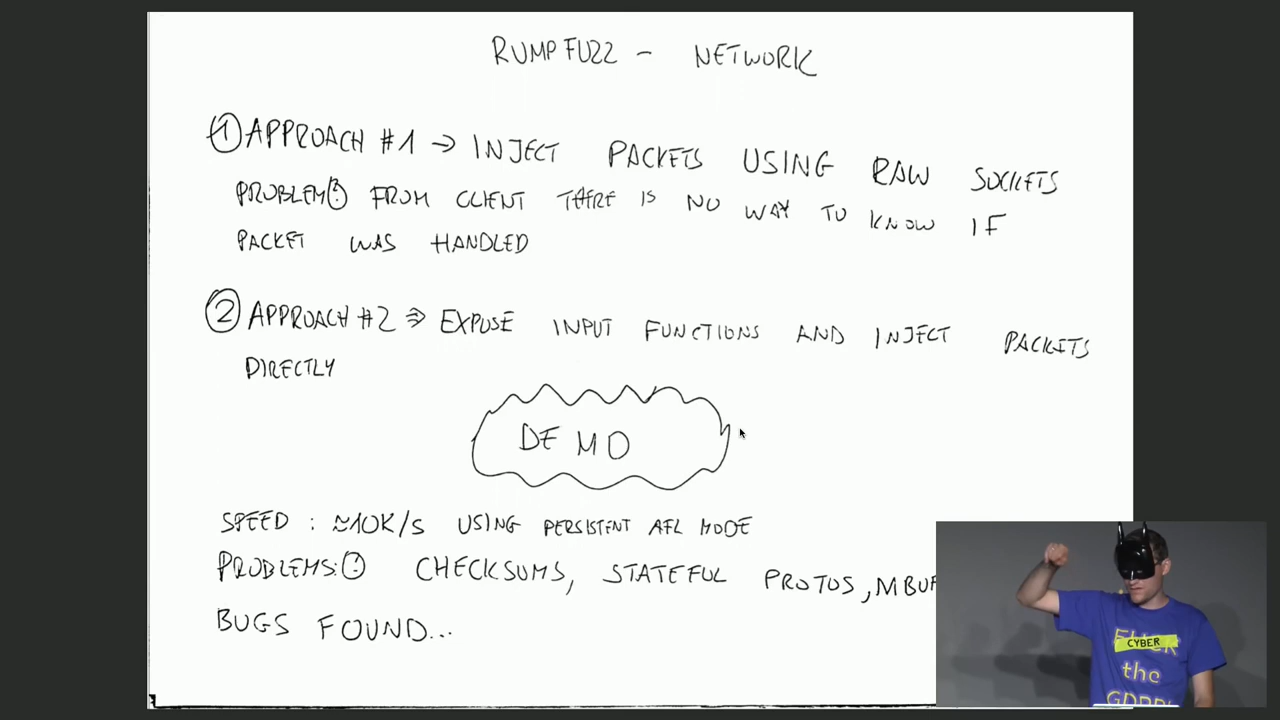 RUMPFUZZ - NETWORK
① APPROACH #1 → INJECT PACKETS USING RAW SOCKETS
PROBLEM: FROM CLIENT THERE IS NO WAY TO KNOW IF
PACKET WAS HANDLED
② APPROACH #2 ⇒ EXPOSE INPUT FUNCTIONS AND INJECT PACKETS
DIRECTLY
DEMO
SPEED : ≈10K/S USING PERSISTENT AFL MODE
PROBLEMS: CHECKSUMS, STATEFUL PROTOS, MBUF
BUGS FOUND...
CYBER
the